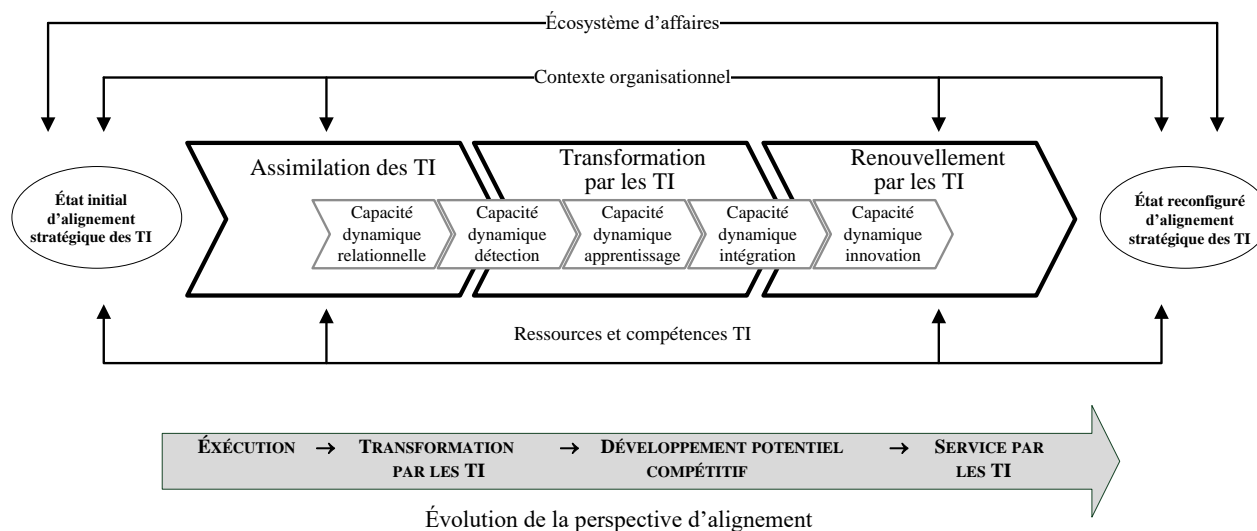 Écosystème d’affaires
Contexte organisationnel
Assimilation des TI
Transformation
par les TI
Renouvellement
par les TI
État initial
d’alignement
stratégique des TI
Capacité
dynamique
relationnelle
Capacité
dynamique
détection
Capacité
dynamique
apprentissage
Capacité
dynamique
intégration
Capacité
dynamique
innovation
État reconfiguré
d’alignement
stratégique des TI
Ressources et compétences TI
ÉXÉCUTION → TRANSFORMATION → DÉVELOPPEMENT POTENTIEL → SERVICE PAR
PAR LES TI COMPÉTITIF LES TI
Évolution de la perspective d’alignement